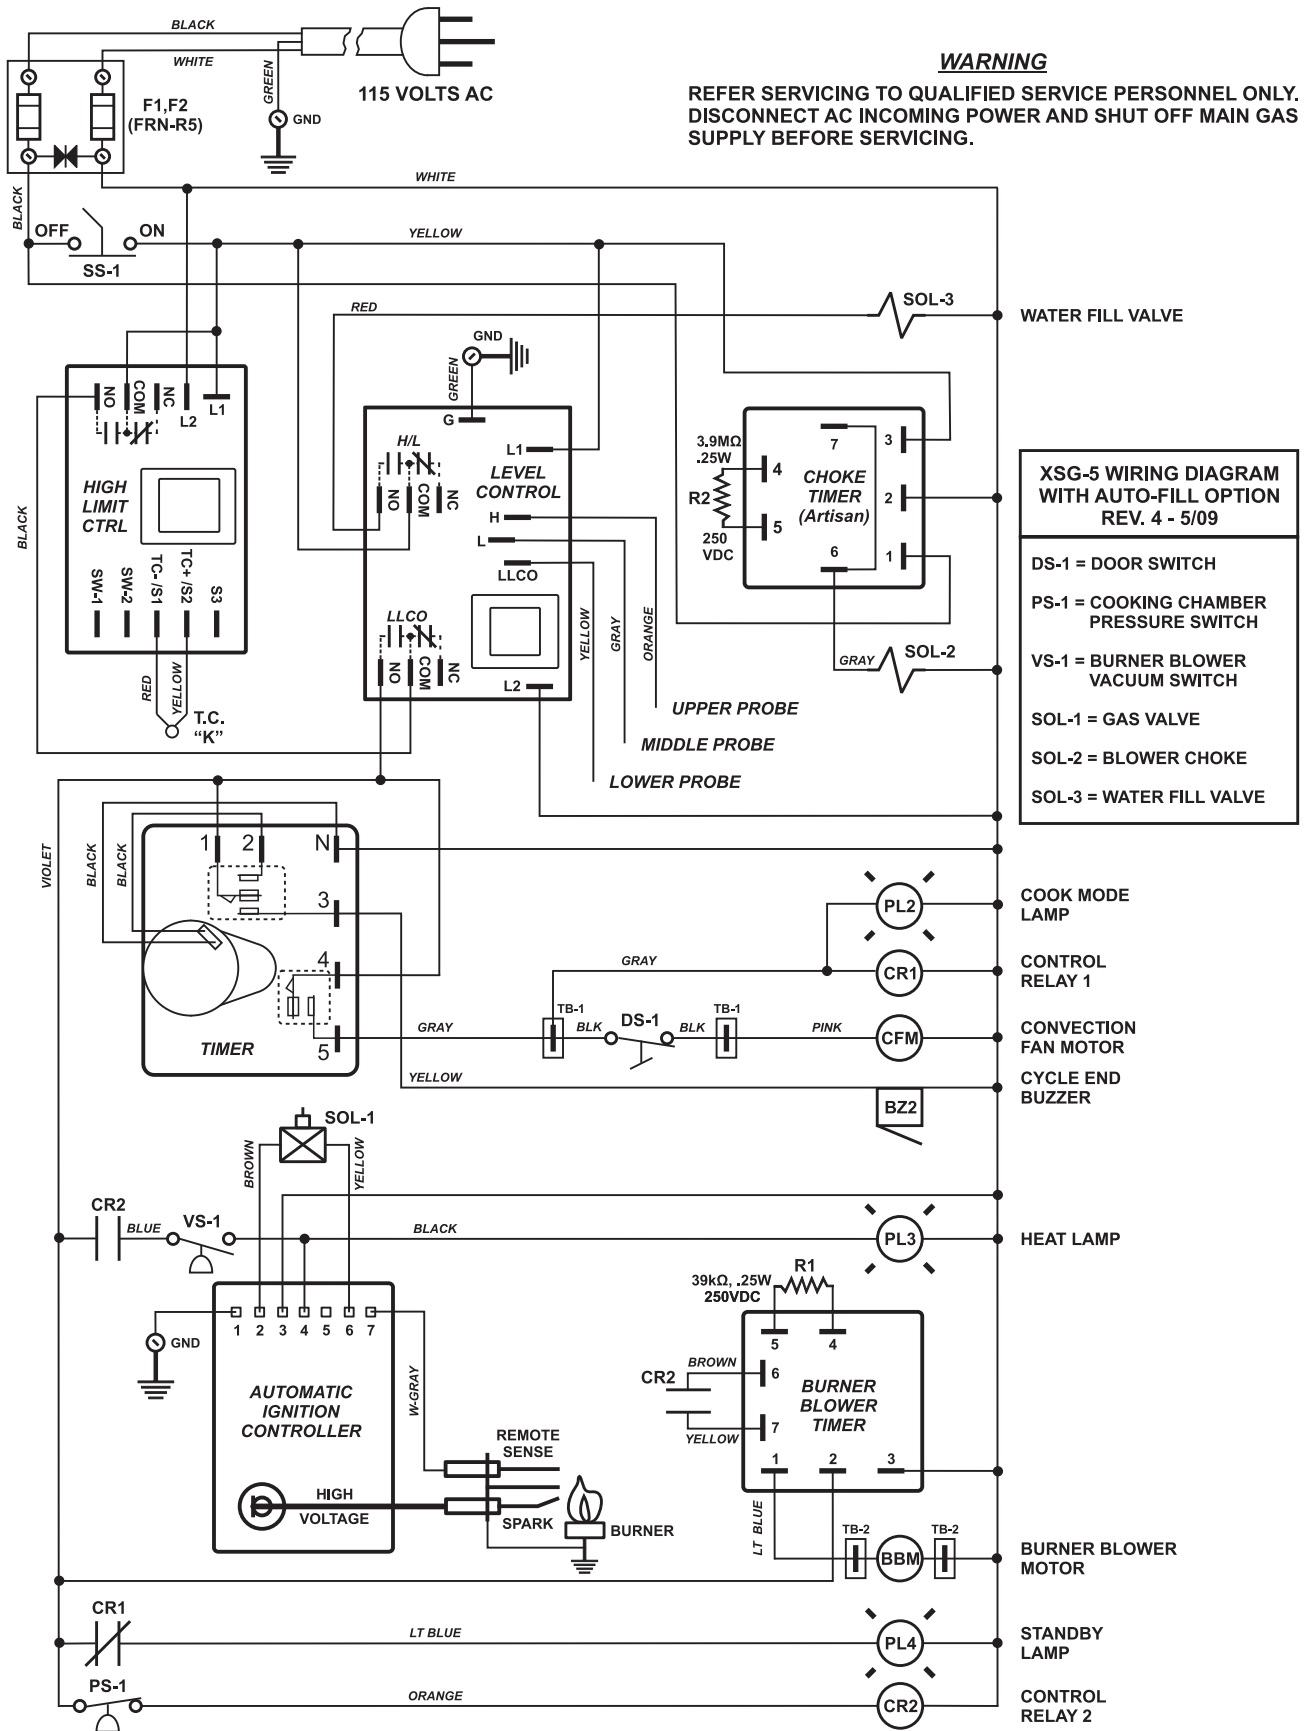 BLACK
WHITE
GREEN
115 VOLTS AC
F1,F2
(FRN-R5)
GND
WARNING
REFER SERVICING TO QUALIFIED SERVICE PERSONNEL ONLY.
DISCONNECT AC INCOMING POWER AND SHUT OFF MAIN GAS
SUPPLY BEFORE SERVICING.
WHITE
BLACK
OFF
ON
SS-1
YELLOW
RED
SOL-3
WATER FILL VALVE
GND
GREEN
NO
COM
NC
L2
L1
HIGH
LIMIT
CTRL
SW-1
SW-2
TC- /S1
TC+ /S2
S3
BLACK
RED
YELLOW
T.C.
“K”
G
H/L
L1
LEVEL
CONTROL
NO
COM
NC
H
L
LLCO
LLCO
NO
COM
NC
L2
YELLOW
GRAY
ORANGE
UPPER PROBE
MIDDLE PROBE
LOWER PROBE
3.9MΩ
.25W
R2
250
VDC
4
5
7
CHOKE
TIMER
(Artisan)
6
3
2
1
GRAY
SOL-2
XSG-5 WIRING DIAGRAM
WITH AUTO-FILL OPTION
REV. 4 - 5/09
DS-1 = DOOR SWITCH
PS-1 = COOKING CHAMBER
PRESSURE SWITCH
VS-1 = BURNER BLOWER
VACUUM SWITCH
SOL-1 = GAS VALVE
SOL-2 = BLOWER CHOKE
SOL-3 = WATER FILL VALVE
VIOLET
BLACK
BLACK
1
2
N
3
4
5
TIMER
PL2
COOK MODE
LAMP
GRAY
CR1
CONTROL
RELAY 1
GRAY
TB-1
BLK
DS-1
BLK
TB-1
PINK
CFM
CONVECTION
FAN MOTOR
YELLOW
CYCLE END
BUZZER
BZ2
SOL-1
BROWN
YELLOW
CR2
BLUE
VS-1
BLACK
PL3
HEAT LAMP
GND
1 2 3 4 5 6 7
AUTOMATIC
IGNITION
CONTROLLER
W-GRAY
HIGH
VOLTAGE
REMOTE
SENSE
SPARK
BURNER
39kΩ, .25W
250VDC
R1
5
4
BROWN
CR2
6
BURNER
BLOWER
TIMER
7
YELLOW
1
2
3
LT BLUE
TB-2
BBM
TB-2
BURNER BLOWER
MOTOR
CR1
LT BLUE
PL4
STANDBY
LAMP
PS-1
ORANGE
CR2
CONTROL
RELAY 2